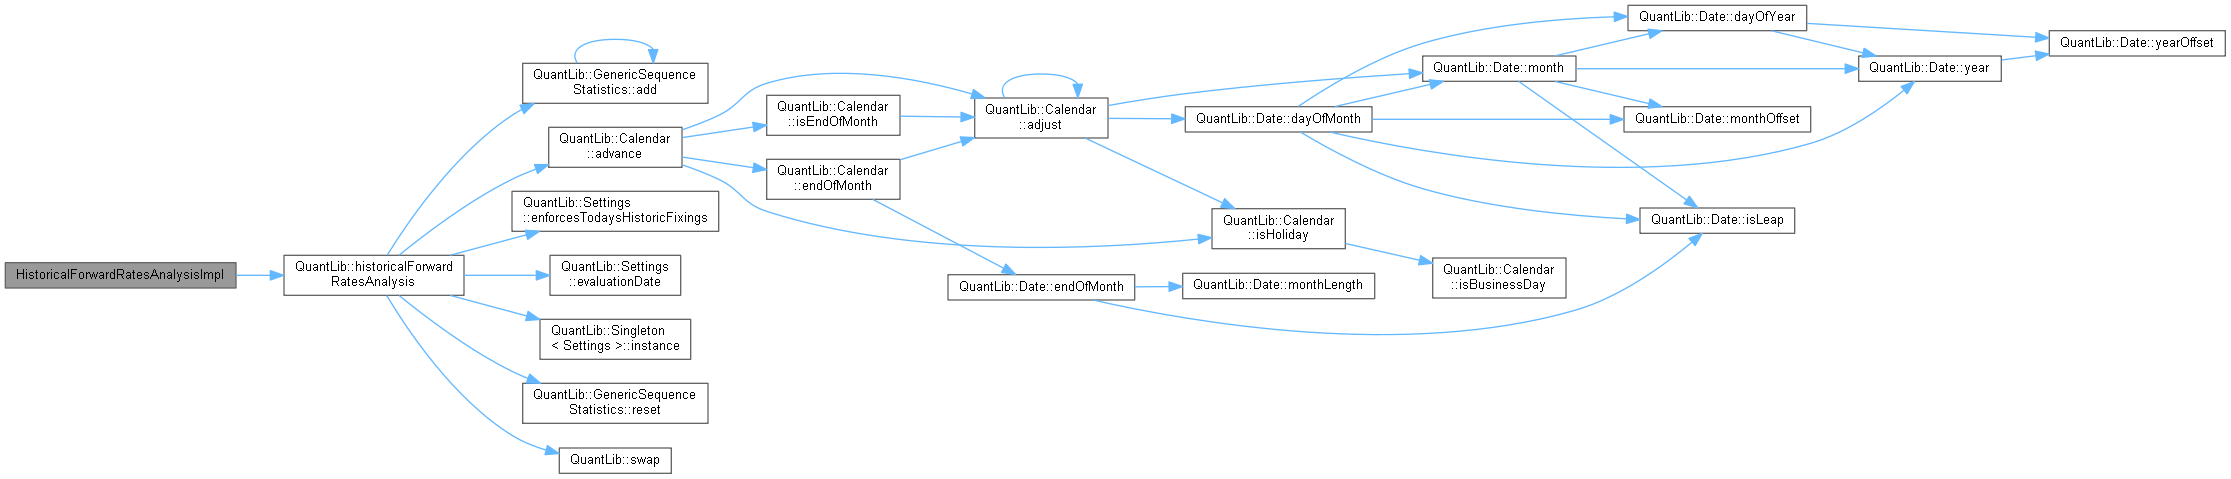 HistoricalForwardRatesAnalysisImpl
QuantLib::historicalForward
RatesAnalysis
QuantLib::GenericSequence
Statistics::add
QuantLib::Calendar
::advance
QuantLib::Settings
::enforcesTodaysHistoricFixings
QuantLib::Settings
::evaluationDate
QuantLib::Singleton
< Settings >::instance
QuantLib::GenericSequence
Statistics::reset
QuantLib::swap
QuantLib::Calendar
::isEndOfMonth
QuantLib::Calendar
::endOfMonth
QuantLib::Calendar
::adjust
QuantLib::Date::endOfMonth
QuantLib::Date::dayOfMonth
QuantLib::Calendar
::isHoliday
QuantLib::Date::monthLength
QuantLib::Date::month
QuantLib::Calendar
::isBusinessDay
QuantLib::Date::dayOfYear
QuantLib::Date::monthOffset
QuantLib::Date::isLeap
QuantLib::Date::year
QuantLib::Date::yearOffset